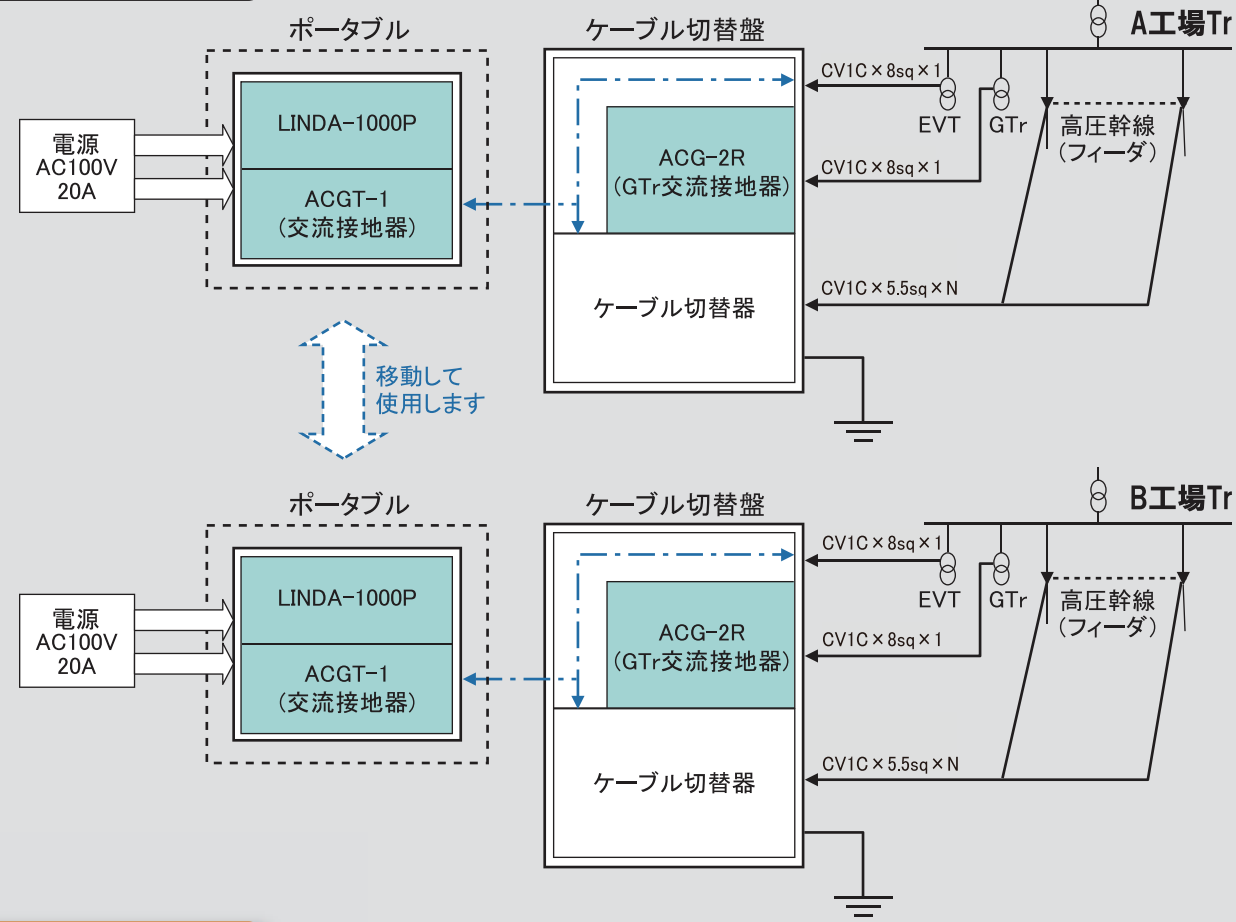 ポータブル
ケーブル切替盤
A工場Tr
電源
AC100V
20A
LINDA-1000P
ACGT-1
(交流接地器)
ACG-2R
(GTr交流接地器)
ケーブル切替器
CV1C×8sq×1
CV1C×8sq×1
CV1C×5.5sq×N
EVT
GTr
高圧幹線
(フィーダ)
移動して
使用します
ポータブル
ケーブル切替盤
B工場Tr
電源
AC100V
20A
LINDA-1000P
ACGT-1
(交流接地器)
ACG-2R
(GTr交流接地器)
ケーブル切替器
CV1C×8sq×1
CV1C×8sq×1
CV1C×5.5sq×N
EVT
GTr
高圧幹線
(フィーダ)